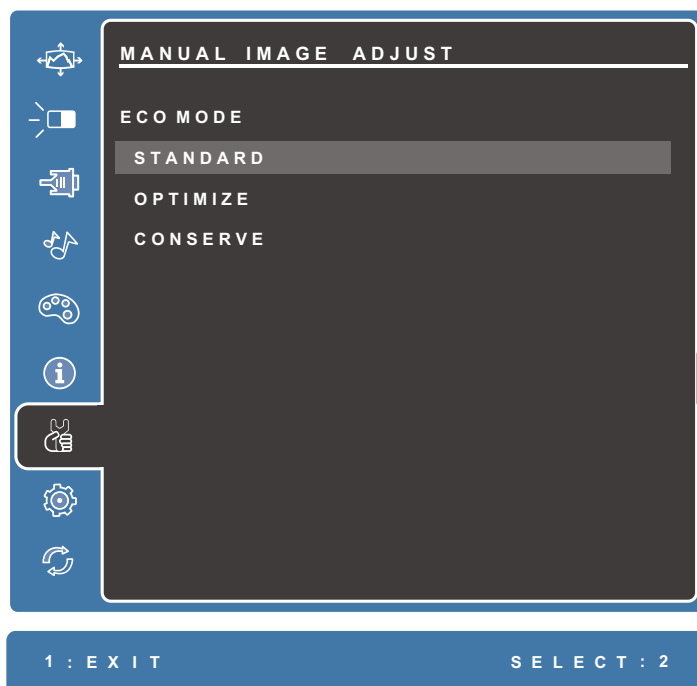 MANUAL IMAGE ADJUST
ECO MODE
STANDARD
OPTIMIZE
CONSERVE
1 : EXIT SELECT : 2